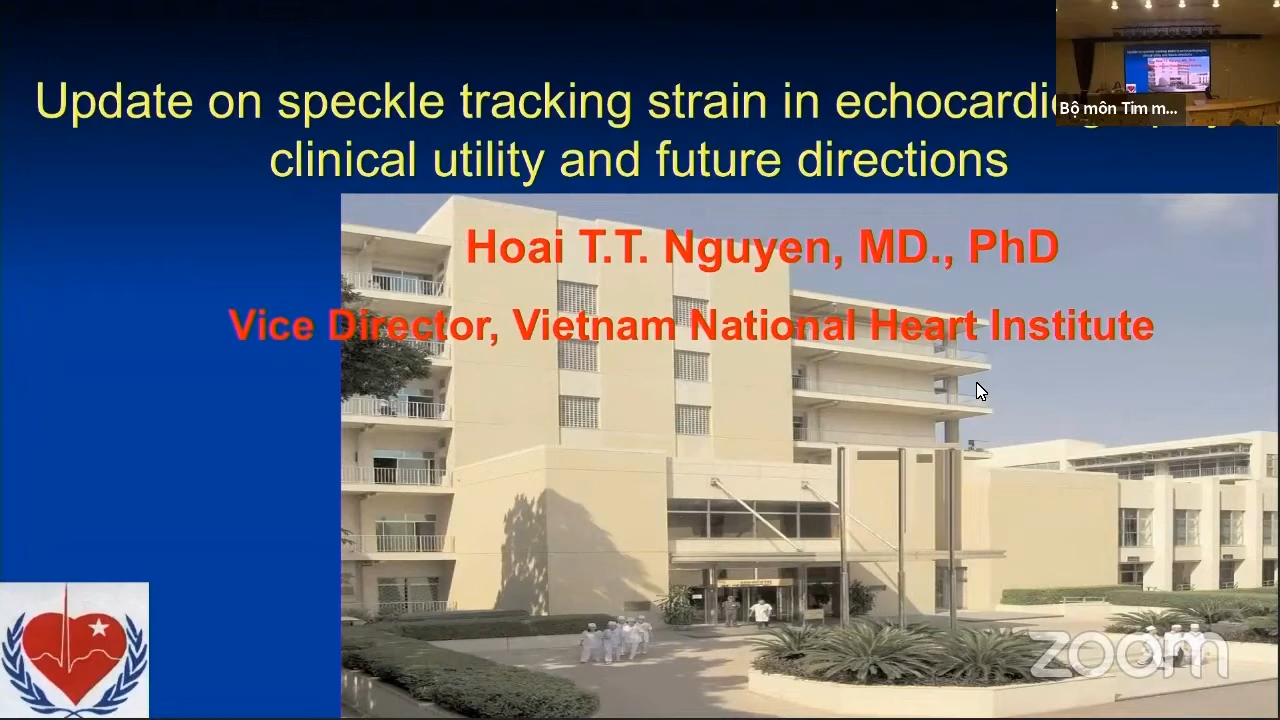 Update on speckle tracking strain in
clinical utility and future directions
Bộ môn Tim m...
Hoai T.T. Nguyen, MD., PhD
Vice Director, Vietnam National Heart Institute
zoom